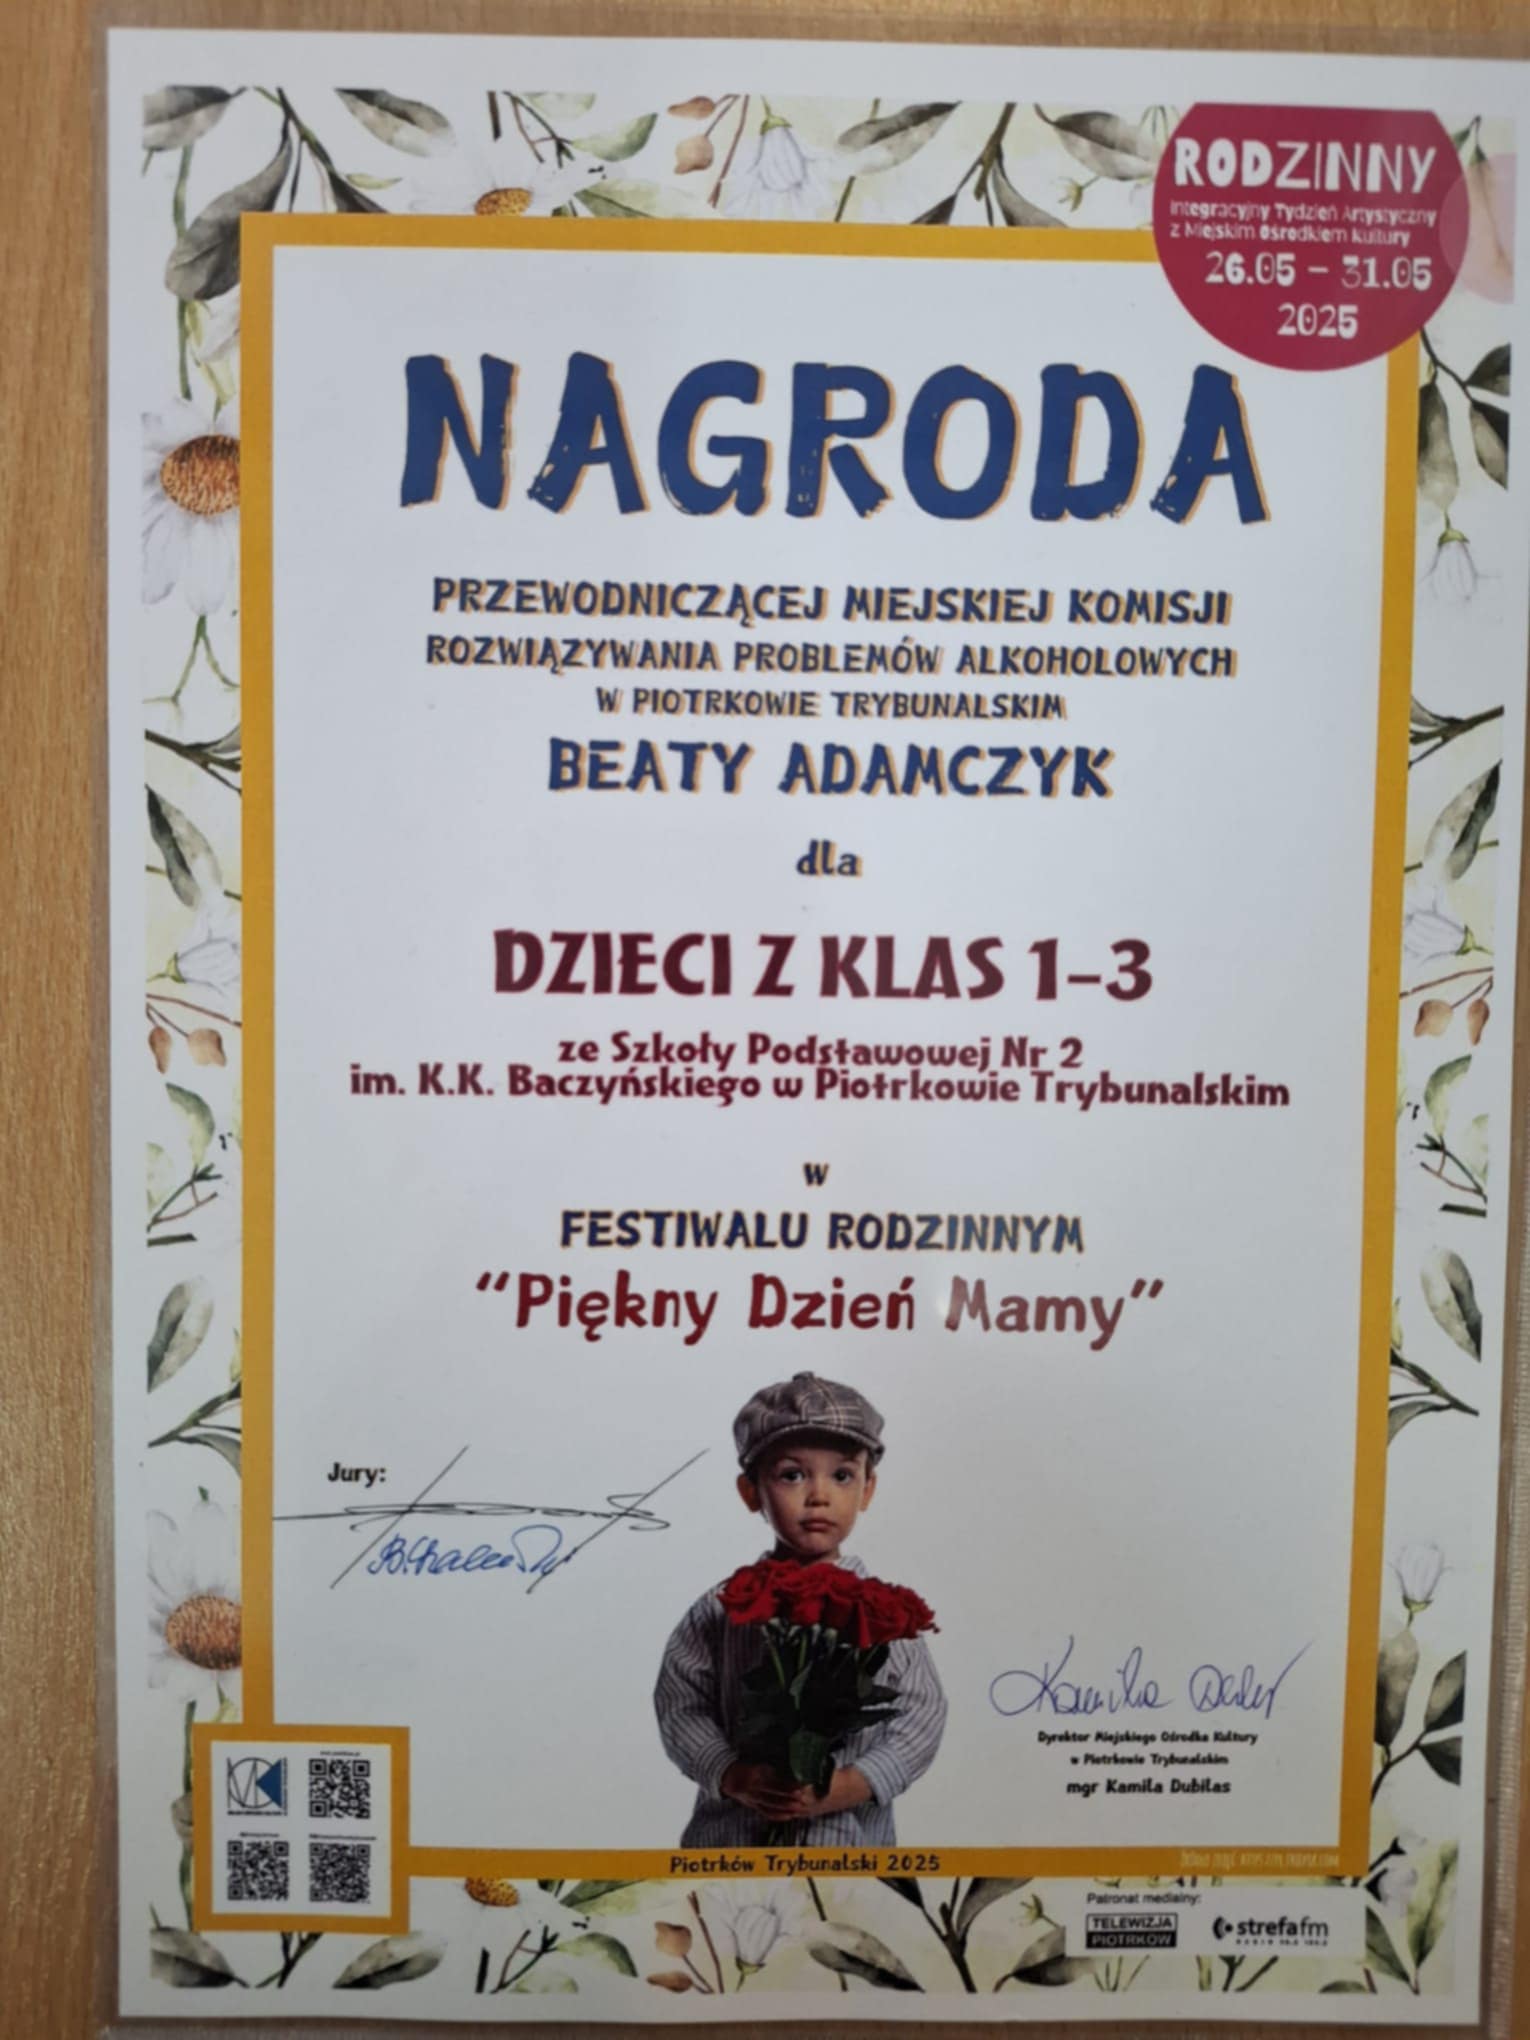 RODZINNY
Integracyjny Tydzień Artystyczny
z Miejskim Ośrodkiem Kultury
26.05 – 31.05
2025
NAGRODA
PRZEWODNICZĄCEJ MIEJSKIEJ KOMISJI
ROZWIĄZYWANIA PROBLEMÓW ALKOHOLOWYCH
W PIOTRKOWIE TRYBUNALSKIM
BEATY ADAMCZYK
dla
DZIECI Z KLAS 1-3
ze Szkoły Podstawowej Nr 2
im. K.K. Baczyńskiego w Piotrkowie Trybunalskim
w
FESTIWALU RODZINNYM
“Piękny Dzień Mamy”
Jury:
Dyrektor Miejskiego Ośrodka Kultury
w Piotrkowie Trybunalskim
mgr Kamila Dubilas
Piotrków Trybunalski 2025
Patronat medialny:
TELEWIZJA
PIOTRKÓW
strefa fm